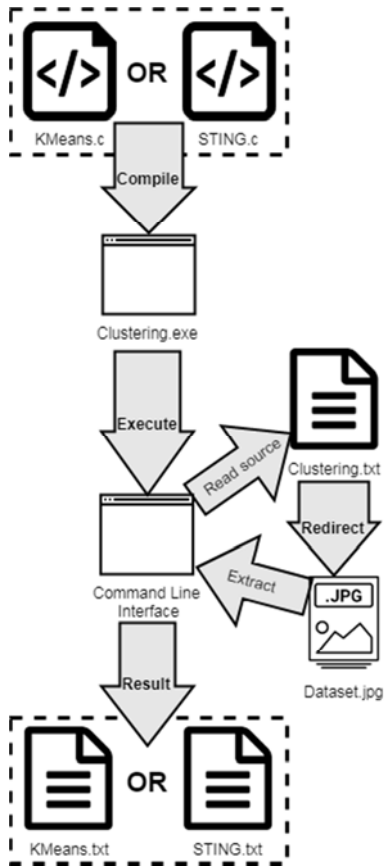 </> OR </>
KMeans.c STING.c
Compile
Clustering.exe
Execute
Read source
Clustering.txt
Redirect
Command Line
Interface
Extract
.JPG
Dataset.jpg
Result
OR
KMeans.txt STING.txt